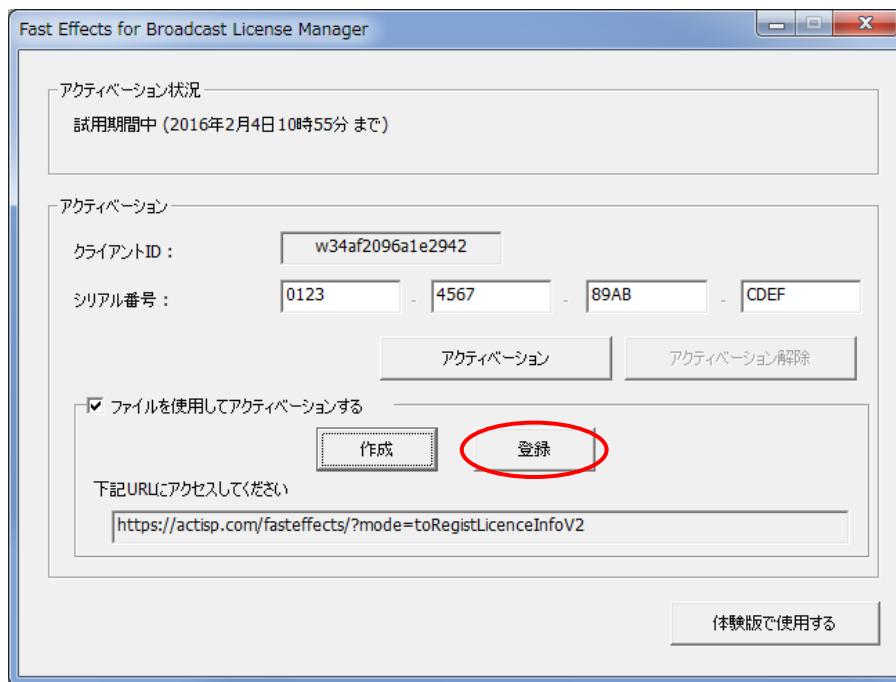 Fast Effects for Broadcast License Manager
アクティベーション状況
試用期間中 (2016年2月4日10時55分 まで)
アクティベーション
クライアントID： w34af2096a1e2942
シリアル番号： 0123 - 4567 - 89AB - CDEF
アクティベーション アクティベーション解除
ファイルを使用してアクティベーションする
作成 登録
下記URLにアクセスしてください
https://actisp.com/fasteffects/?mode=toRegistLicenceInfoV2
体験版で使用する